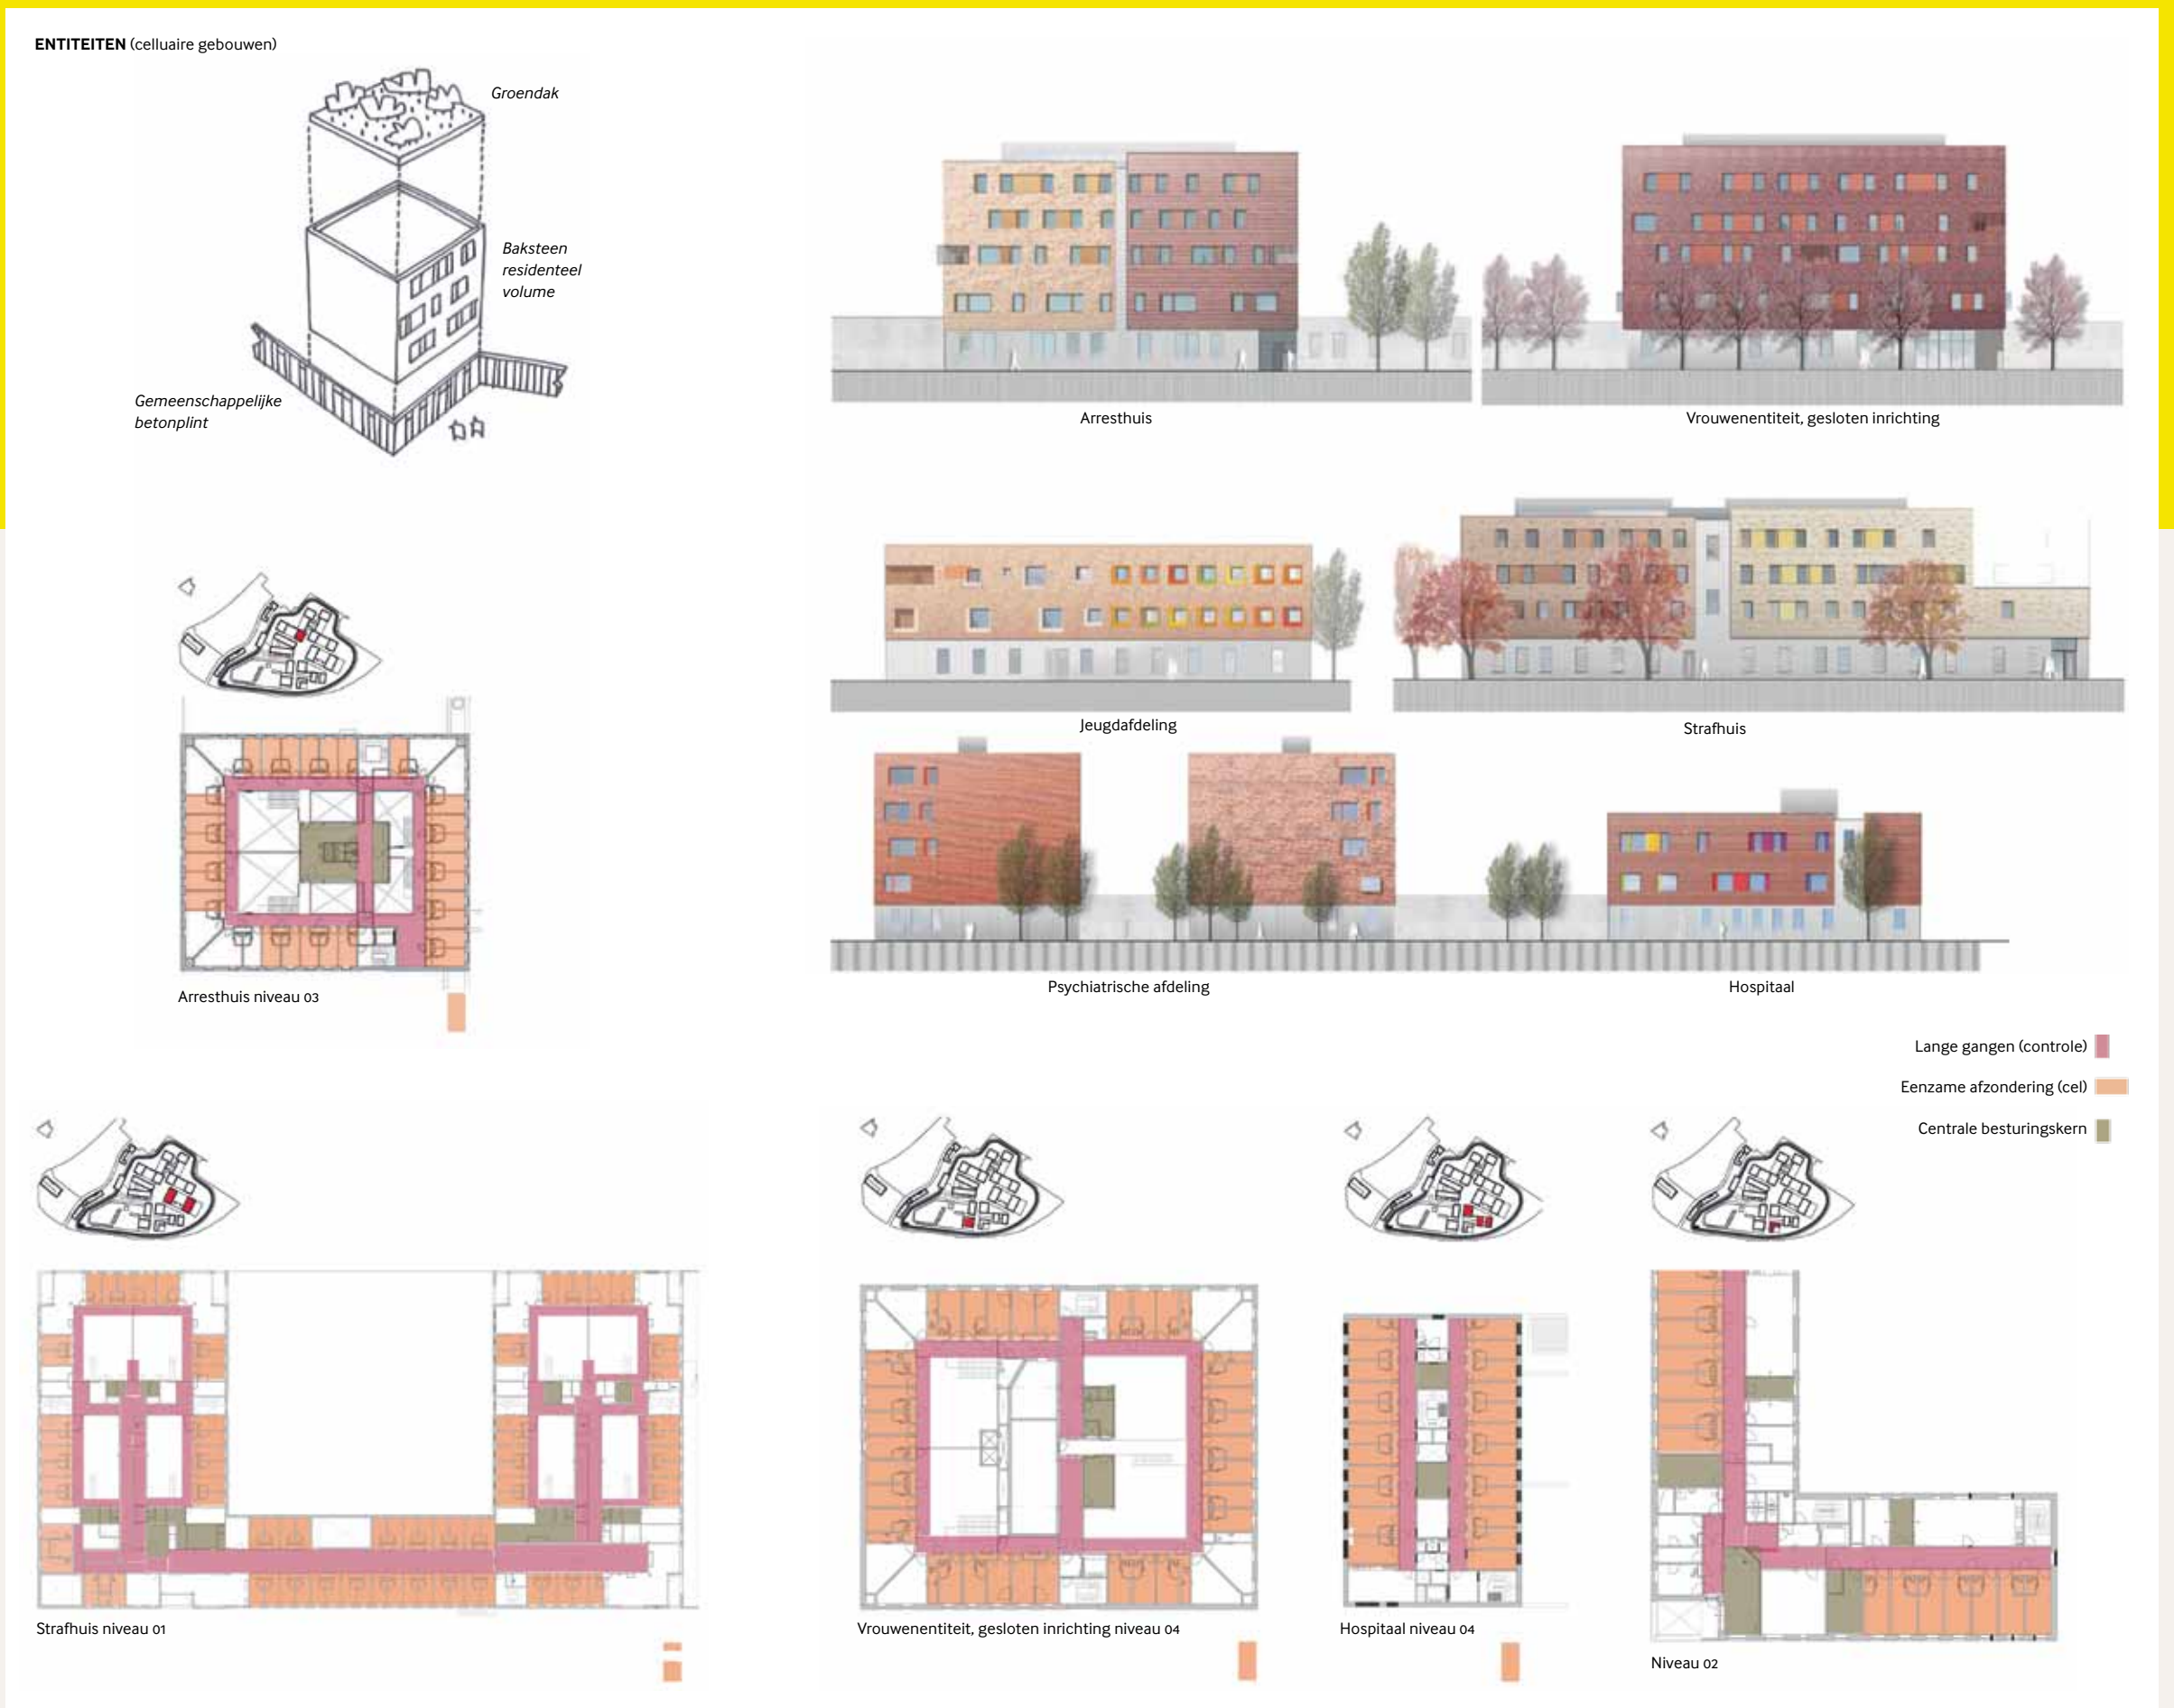 ENTITEITEN (celluaire gebouwen)
Groendak
Baksteen
residenteel
volume
Gemeenschappelijke
betonplint
Arresthuis
Vrouwenentiteit, gesloten inrichting
Jeugdafdeling
Strafhuis
Psychiatrische afdeling
Hospitaal
Arresthuis niveau 03
Lange gangen (controle)
Eenzame afzondering (cel)
Centrale besturingskern
Strafhuis niveau 01
Vrouwenentiteit, gesloten inrichting niveau 04
Hospitaal niveau 04
Niveau 02